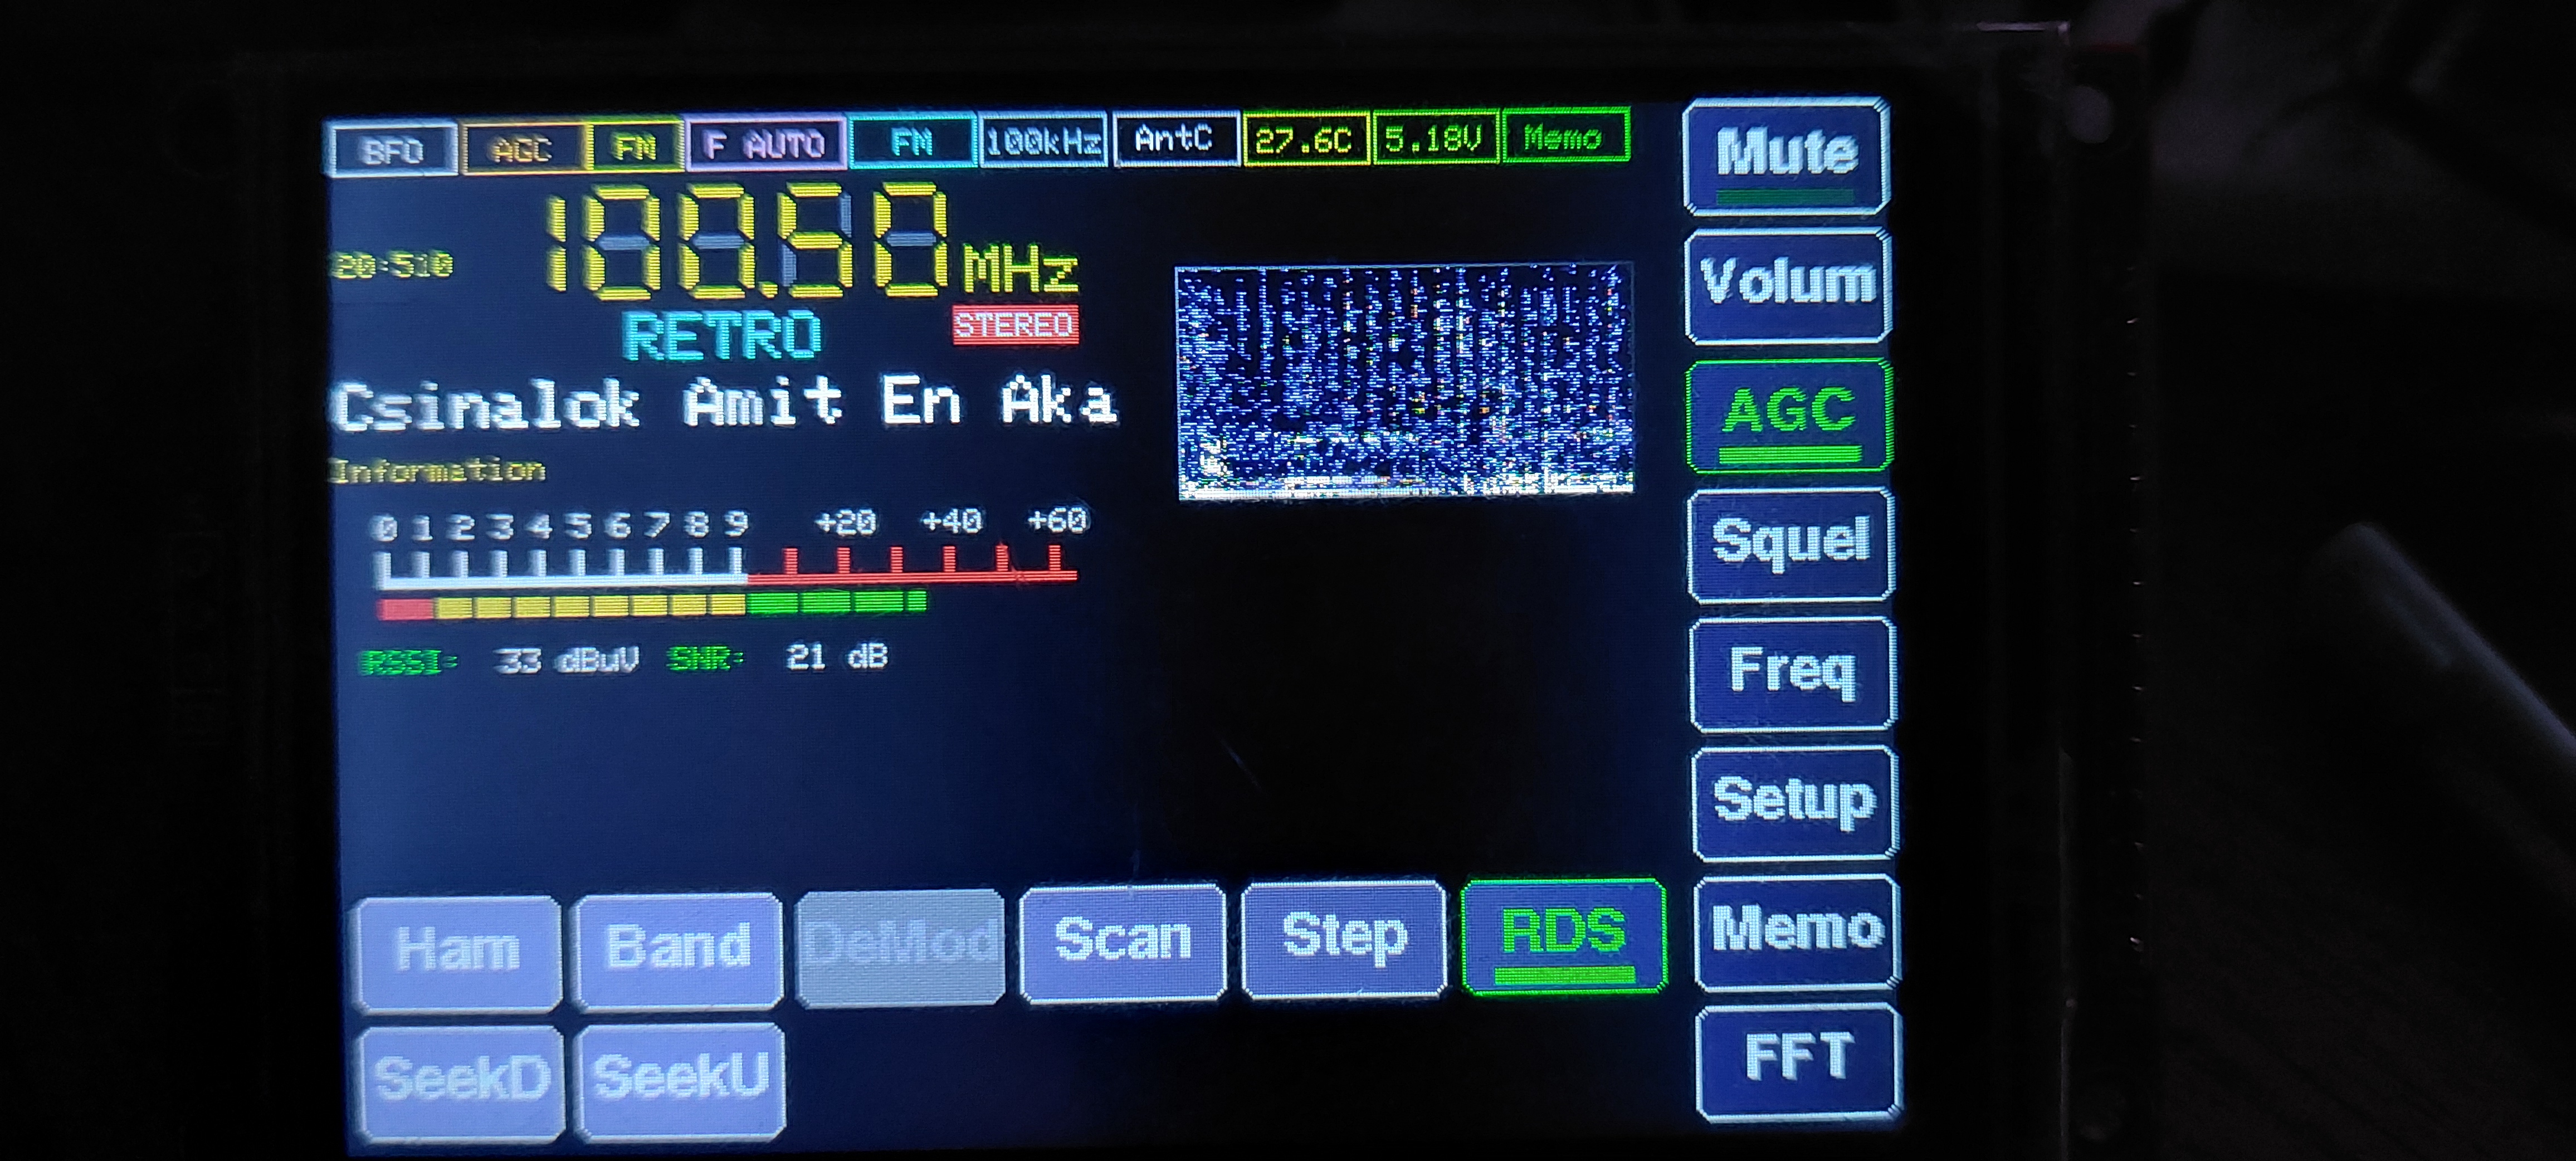 BFO AGC FM F AUTO FM 100kHz AntC 27.6C 5.18V Memo
Mute
100.50 MHz
Volum
RETRO STEREO
Csinalok Amit En Aka
AGC
Information
0 1 2 3 4 5 6 7 8 9 +20 +40 +60
Squel
RSSI: 33 dBuV SNR: 21 dB
Freq
Setup
Ham Band DeMod Scan Step RDS Memo
SeekD SeekU FFT